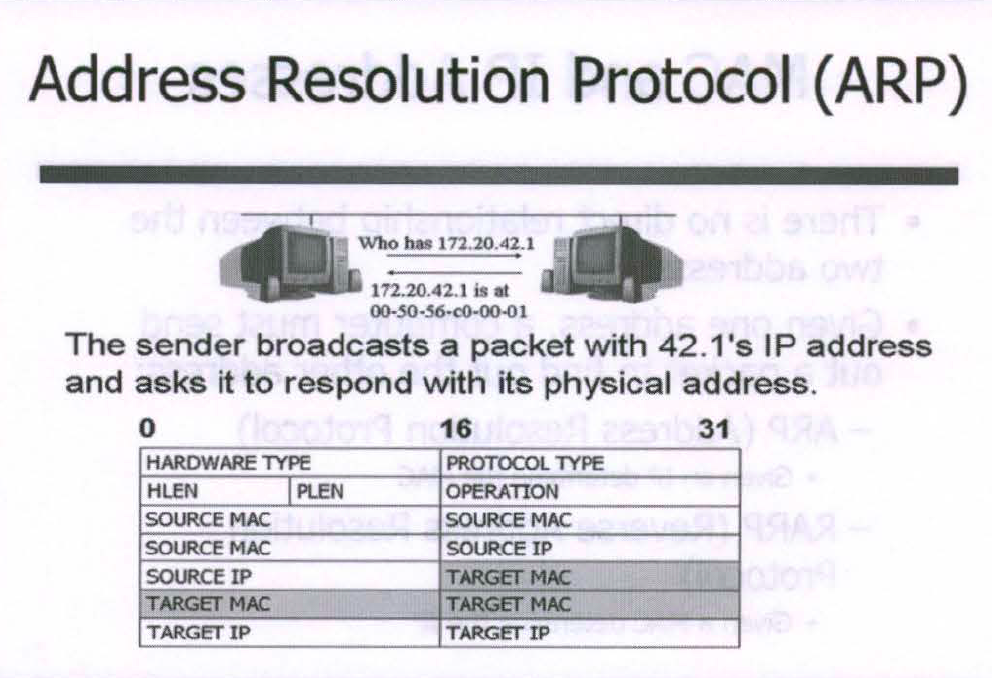 Address Resolution Protocol (ARP)
Who has 172.20.42.1
172.20.42.1 is at
00-50-56-c0-00-01
The sender broadcasts a packet with 42.1's IP address
and asks it to respond with its physical address.
0 16 31
HARDWARE TYPE PROTOCOL TYPE
HLEN PLEN OPERATION
SOURCE MAC SOURCE MAC
SOURCE MAC SOURCE IP
SOURCE IP TARGET MAC
TARGET MAC TARGET MAC
TARGET IP TARGET IP